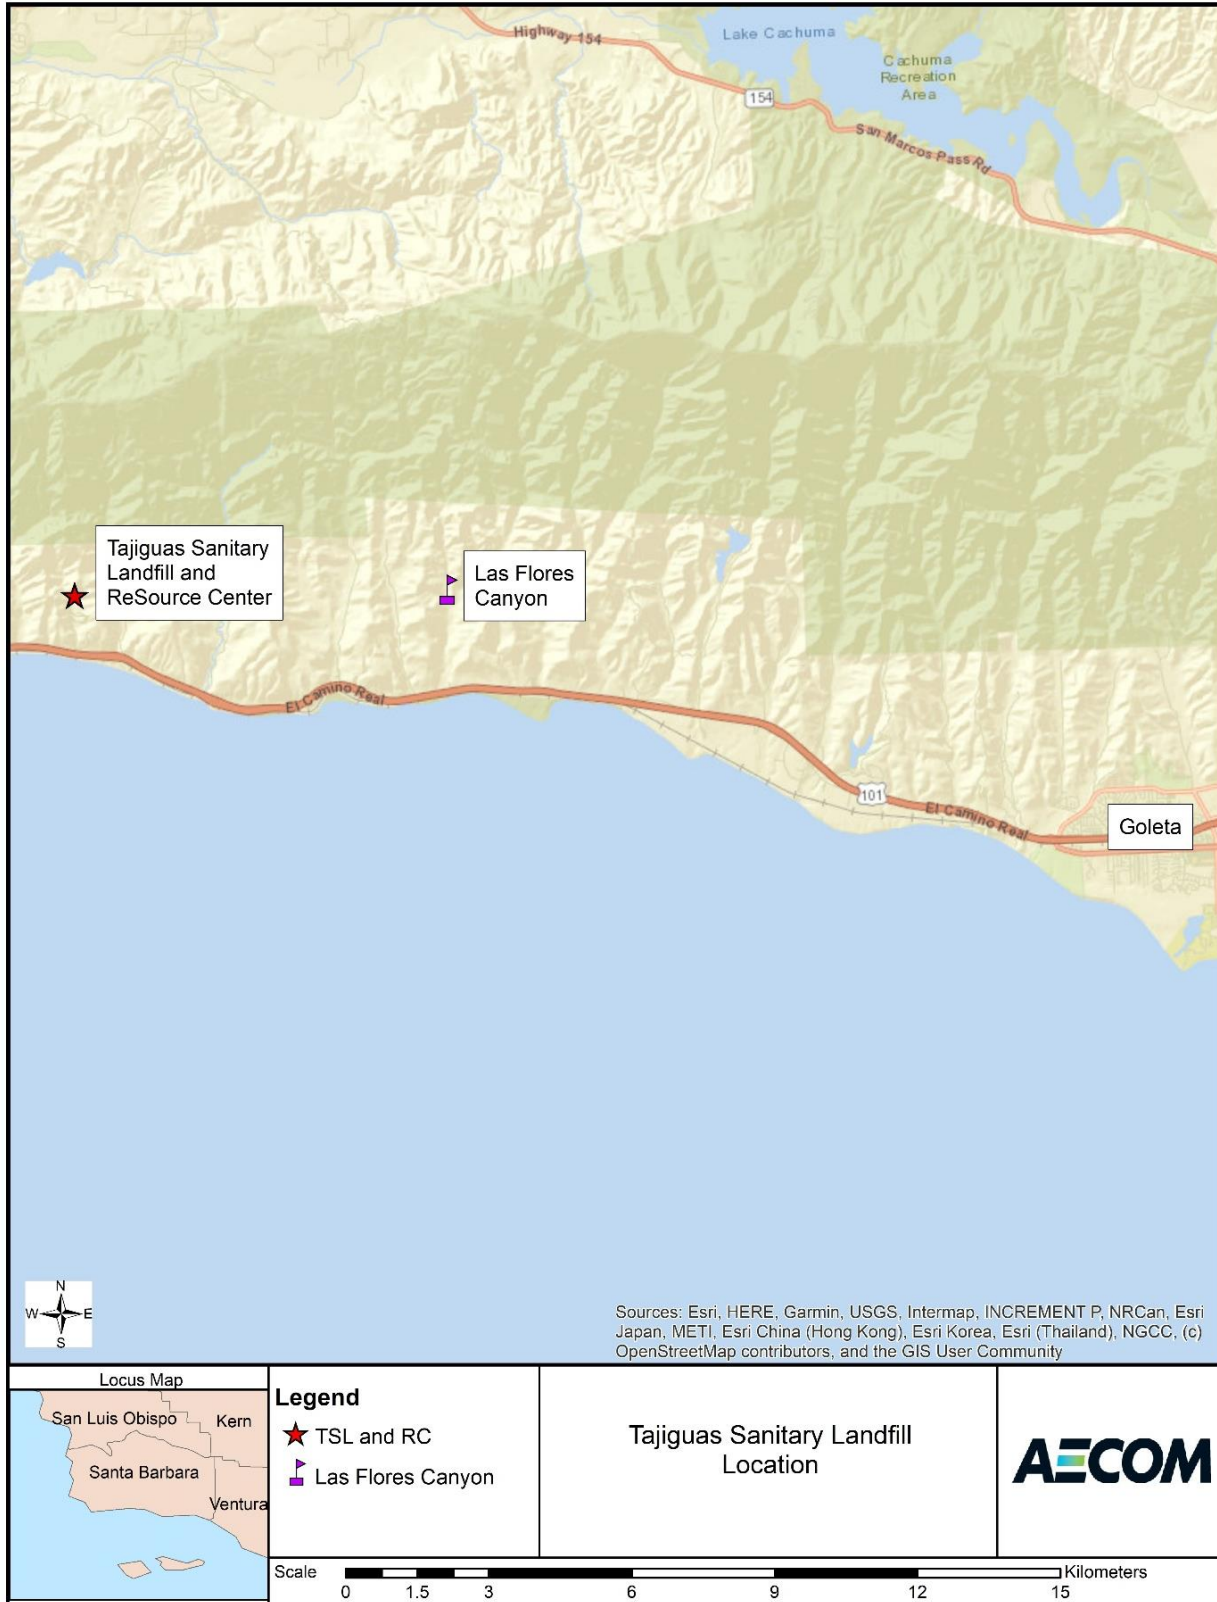 Highway 154
Lake Cachuma
Cachuma
Recreation
Area
154
San Marcos Pass Rd
Tajiguas Sanitary
Landfill and
ReSource Center
Las Flores
Canyon
El Camino Real
101
El Camino Real
Goleta
N
W E
S
Sources: Esri, HERE, Garmin, USGS, Intermap, INCREMENT P, NRCan, Esri
Japan, METI, Esri China (Hong Kong), Esri Korea, Esri (Thailand), NGCC, (c)
OpenStreetMap contributors, and the GIS User Community
Locus Map
San Luis Obispo
Kern
Santa Barbara
Ventura
Legend
TSL and RC
Las Flores Canyon
Tajiguas Sanitary Landfill
Location
AECOM
Scale
Kilometers
0 1.5 3 6 9 12 15